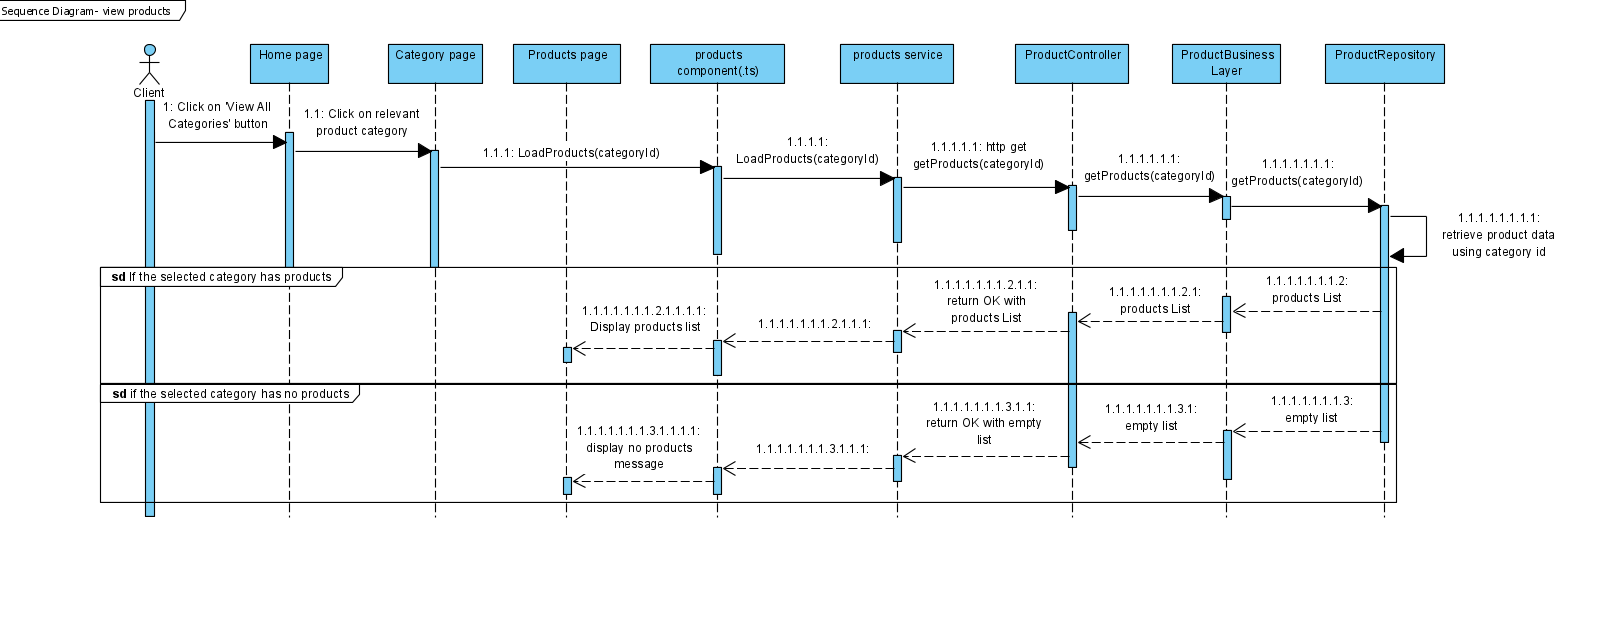 Sequence Diagram- view products
Client
Home page
Category page
Products page
products
component(.ts)
products service
ProductController
ProductBusiness
Layer
ProductRepository
1: Click on 'View All
Categories' button
1.1: Click on relevant
product category
1.1.1: LoadProducts(categoryId)
1.1.1.1:
LoadProducts(categoryId)
1.1.1.1.1: http get
getProducts(categoryId)
1.1.1.1.1.1:
getProducts(categoryId)
1.1.1.1.1.1.1:
getProducts(categoryId)
1.1.1.1.1.1.1.1:
retrieve product data
using category id
sd If the selected category has products
1.1.1.1.1.1.1.2:
products List
1.1.1.1.1.1.1.2.1:
products List
1.1.1.1.1.1.1.2.1.1:
return OK with
products List
1.1.1.1.1.1.1.2.1.1.1:
1.1.1.1.1.1.1.2.1.1.1.1:
Display products list
sd if the selected category has no products
1.1.1.1.1.1.1.3:
empty list
1.1.1.1.1.1.1.3.1:
empty list
1.1.1.1.1.1.1.3.1.1:
return OK with empty
list
1.1.1.1.1.1.1.3.1.1.1:
1.1.1.1.1.1.1.3.1.1.1.1:
display no products
message